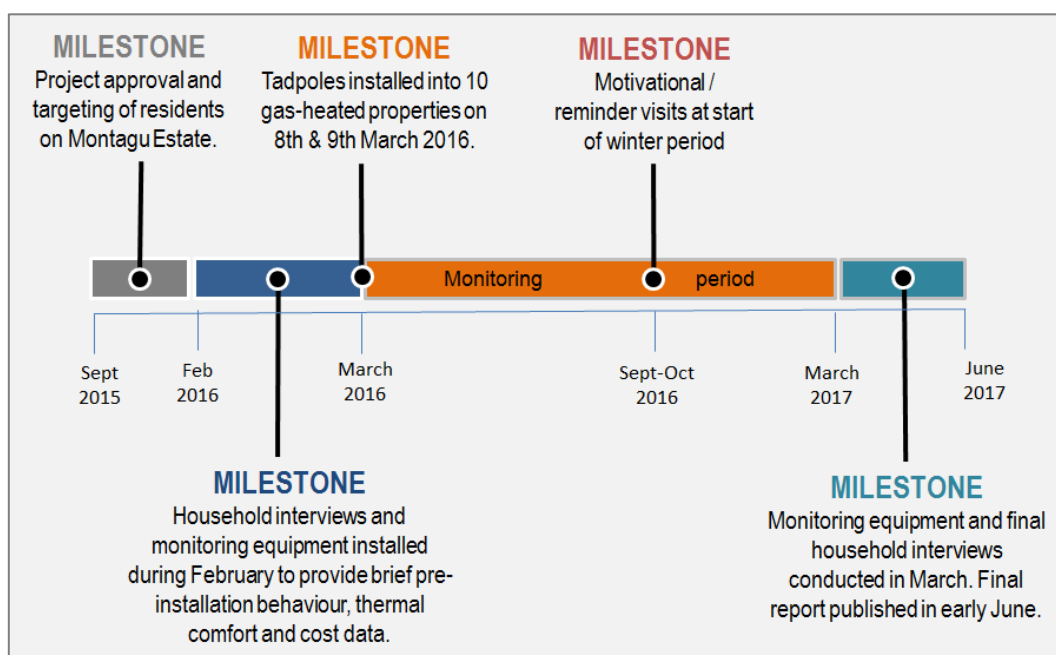 MILESTONE
Project approval and
targeting of residents
on Montagu Estate.
MILESTONE
Tadpoles installed into 10
gas-heated properties on
8th & 9th March 2016.
MILESTONE
Motivational /
reminder visits at start
of winter period
Monitoring period
Sept
2015
Feb
2016
March
2016
Sept-Oct
2016
March
2017
June
2017
MILESTONE
Household interviews and
monitoring equipment installed
during February to provide brief pre-
installation behaviour, thermal
comfort and cost data.
MILESTONE
Monitoring equipment and final
household interviews
conducted in March. Final
report published in early June.